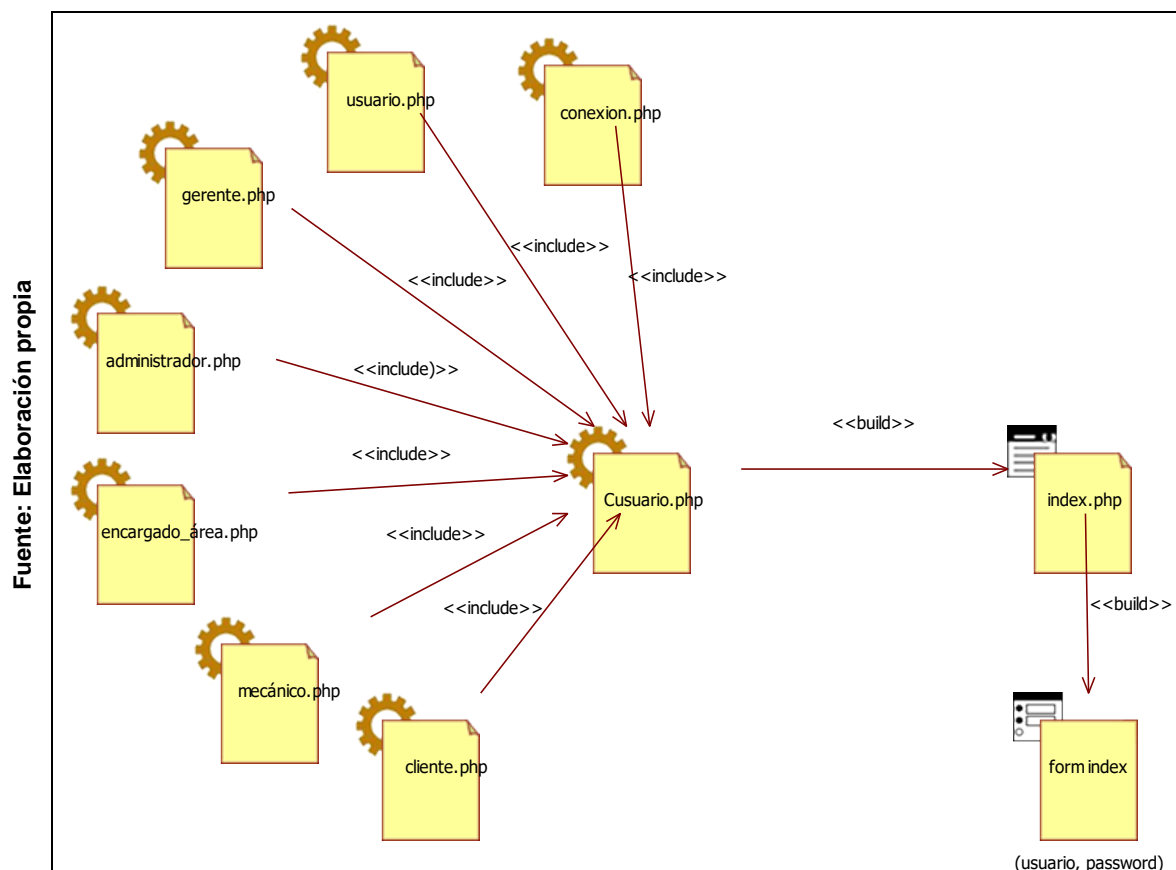 Fuente: Elaboración propia
usuario.php
conexion.php
gerente.php
<<include>>
<<include>>
<<include>>
administrador.php
<<include)>>
<<build>>
<<include>>
encargado_área.php
Cusuario.php
index.php
<<include>>
<<include>>
<<build>>
mecánico.php
cliente.php
form index
(usuario, password)